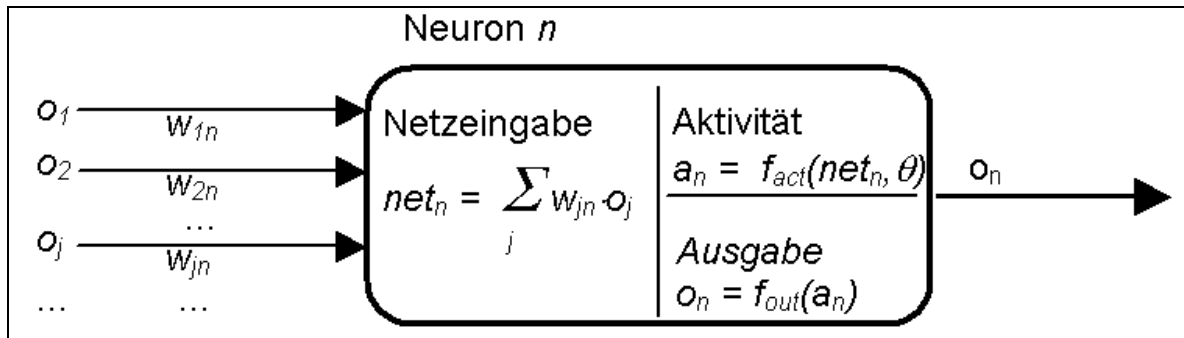 Neuron n
o1
w1n
o2
w2n
...
oj
wjn
... ...
Netzeingabe
netn = ∑ wjn·oj
j
Aktivität
an = fact(netn, θ)
Ausgabe
on = fout(an)
on